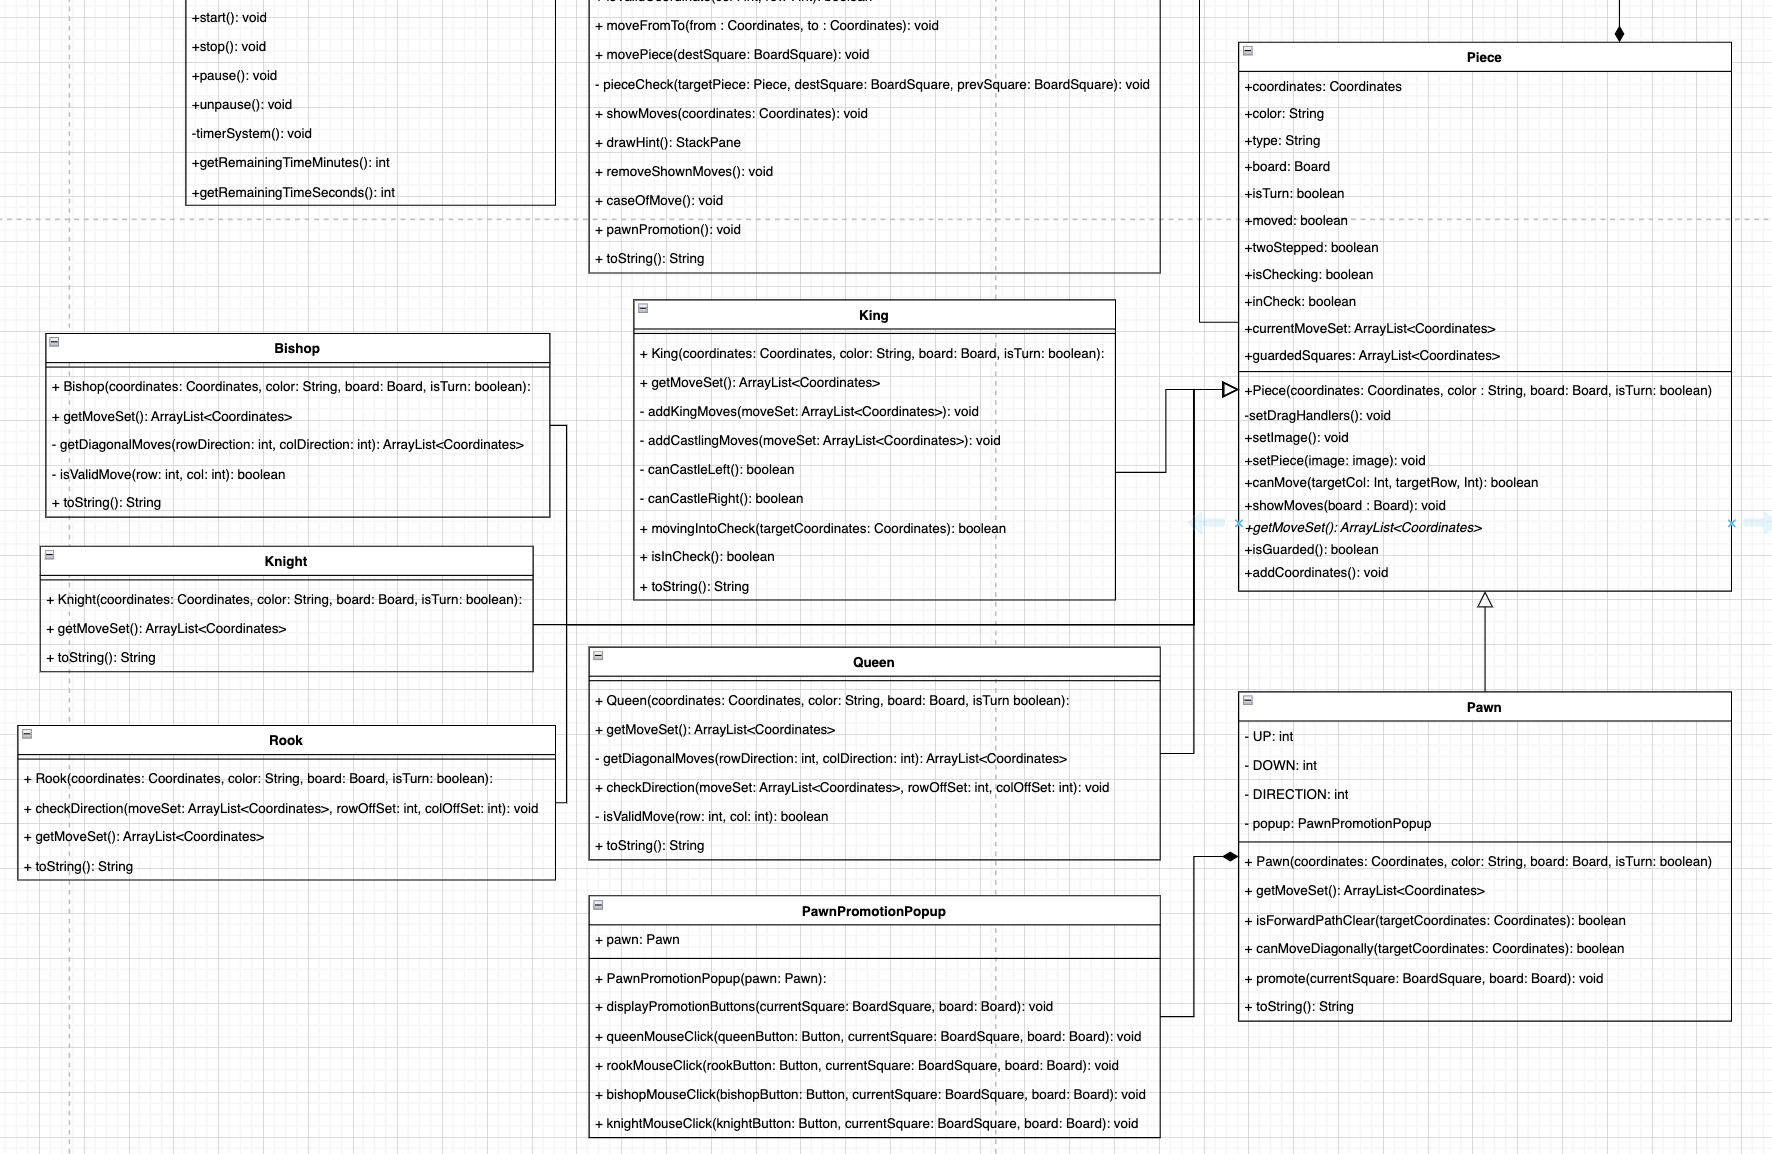 +start(): void
+stop(): void
+pause(): void
+unpause(): void
-timerSystem(): void
+getRemainingTimeMinutes(): int
+getRemainingTimeSeconds(): int
+ moveFromTo(from : Coordinates, to : Coordinates): void
+ movePiece(destSquare: BoardSquare): void
- pieceCheck(targetPiece: Piece, destSquare: BoardSquare, prevSquare: BoardSquare): void
+ showMoves(coordinates: Coordinates): void
+ drawHint(): StackPane
+ removeShownMoves(): void
+ caseOfMove(): void
+ pawnPromotion(): void
+ toString(): String
Piece
+coordinates: Coordinates
+color: String
+type: String
+board: Board
+isTurn: boolean
+moved: boolean
+twoStepped: boolean
+isChecking: boolean
+inCheck: boolean
+currentMoveSet: ArrayList<Coordinates>
+guardedSquares: ArrayList<Coordinates>
+Piece(coordinates: Coordinates, color : String, board: Board, isTurn: boolean)
-setDragHandlers(): void
+setImage(): void
+setPiece(image: image): void
+canMove(targetCol: Int, targetRow, Int): boolean
+showMoves(board : Board): void
+getMoveSet(): ArrayList<Coordinates>
+isGuarded(): boolean
+addCoordinates(): void
Bishop
+ Bishop(coordinates: Coordinates, color: String, board: Board, isTurn: boolean):
+ getMoveSet(): ArrayList<Coordinates>
- getDiagonalMoves(rowDirection: int, colDirection: int): ArrayList<Coordinates>
- isValidMove(row: int, col: int): boolean
+ toString(): String
King
+ King(coordinates: Coordinates, color: String, board: Board, isTurn: boolean):
+ getMoveSet(): ArrayList<Coordinates>
- addKingMoves(moveSet: ArrayList<Coordinates>): void
- addCastlingMoves(moveSet: ArrayList<Coordinates>): void
- canCastleLeft(): boolean
- canCastleRight(): boolean
+ movingIntoCheck(targetCoordinates: Coordinates): boolean
+ isInCheck(): boolean
+ toString(): String
Knight
+ Knight(coordinates: Coordinates, color: String, board: Board, isTurn: boolean):
+ getMoveSet(): ArrayList<Coordinates>
+ toString(): String
Queen
+ Queen(coordinates: Coordinates, color: String, board: Board, isTurn boolean):
+ getMoveSet(): ArrayList<Coordinates>
- getDiagonalMoves(rowDirection: int, colDirection: int): ArrayList<Coordinates>
+ checkDirection(moveSet: ArrayList<Coordinates>, rowOffSet: int, colOffSet: int): void
- isValidMove(row: int, col: int): boolean
+ toString(): String
Rook
+ Rook(coordinates: Coordinates, color: String, board: Board, isTurn: boolean):
+ checkDirection(moveSet: ArrayList<Coordinates>, rowOffSet: int, colOffSet: int): void
+ getMoveSet(): ArrayList<Coordinates>
+ toString(): String
Pawn
- UP: int
- DOWN: int
- DIRECTION: int
- popup: PawnPromotionPopup
+ Pawn(coordinates: Coordinates, color: String, board: Board, isTurn: boolean)
+ getMoveSet(): ArrayList<Coordinates>
+ isForwardPathClear(targetCoordinates: Coordinates): boolean
+ canMoveDiagonally(targetCoordinates: Coordinates): boolean
+ promote(currentSquare: BoardSquare, board: Board): void
+ toString(): String
PawnPromotionPopup
+ pawn: Pawn
+ PawnPromotionPopup(pawn: Pawn):
+ displayPromotionButtons(currentSquare: BoardSquare, board: Board): void
+ queenMouseClick(queenButton: Button, currentSquare: BoardSquare, board: Board): void
+ rookMouseClick(rookButton: Button, currentSquare: BoardSquare, board: Board): void
+ bishopMouseClick(bishopButton: Button, currentSquare: BoardSquare, board: Board): void
+ knightMouseClick(knightButton: Button, currentSquare: BoardSquare, board: Board): void